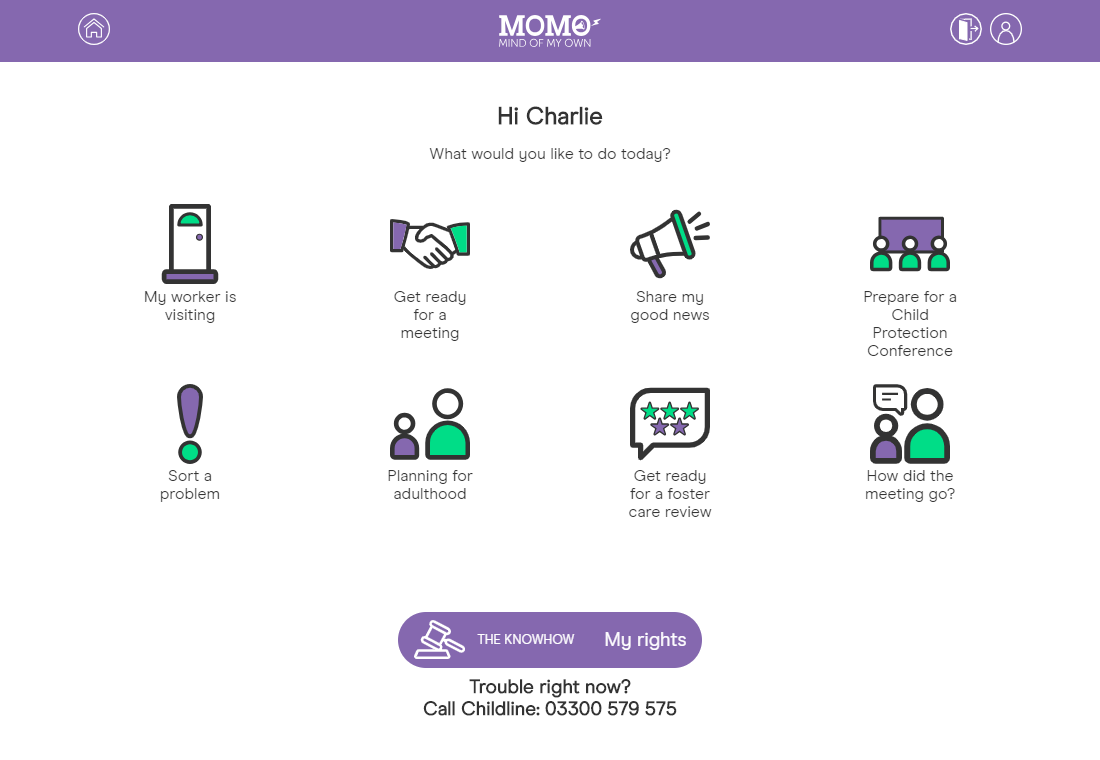 MOMO
MIND OF MY OWN
Hi Charlie
What would you like to do today?
My worker is
visiting
Get ready
for a
meeting
Share my
good news
Prepare for a
Child
Protection
Conference
Sort a
problem
Planning for
adulthood
Get ready
for a foster
care review
How did the
meeting go?
THE KNOWHOW My rights
Trouble right now?
Call Childline: 03300 579 575